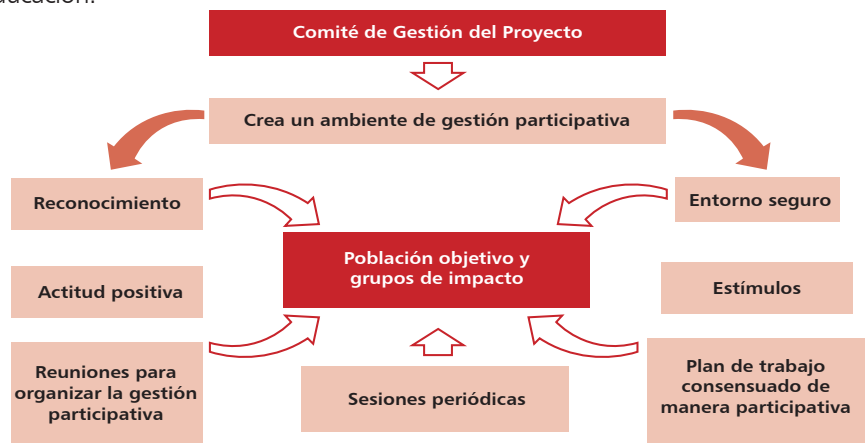 ucación.
Comité de Gestión del Proyecto
Crea un ambiente de gestión participativa
Reconocimiento
Entorno seguro
Población objetivo y
grupos de impacto
Actitud positiva
Estímulos
Reuniones para
organizar la gestión
participativa
Sesiones periódicas
Plan de trabajo
consensuado de
manera participativa